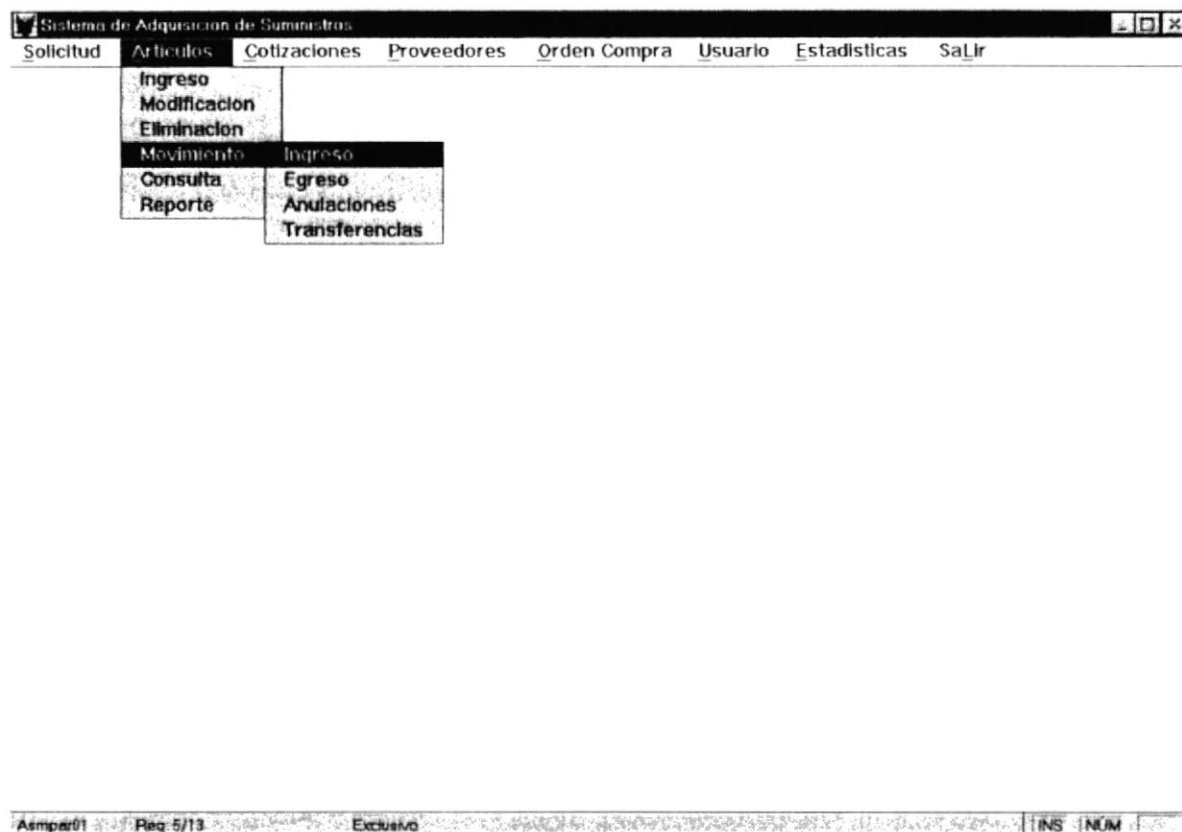 Sistema de Adquisicion de Suministros
Solicitud Articulos Cotizaciones Proveedores Orden Compra Usuario Estadisticas SaLir
Ingreso
Modificacion
Eliminacion
Movimiento Ingreso
Consulta Egreso
Reporte Anulaciones
Transferencias
Asmpar01 Reg 5/13 Exclusivo INS NUM